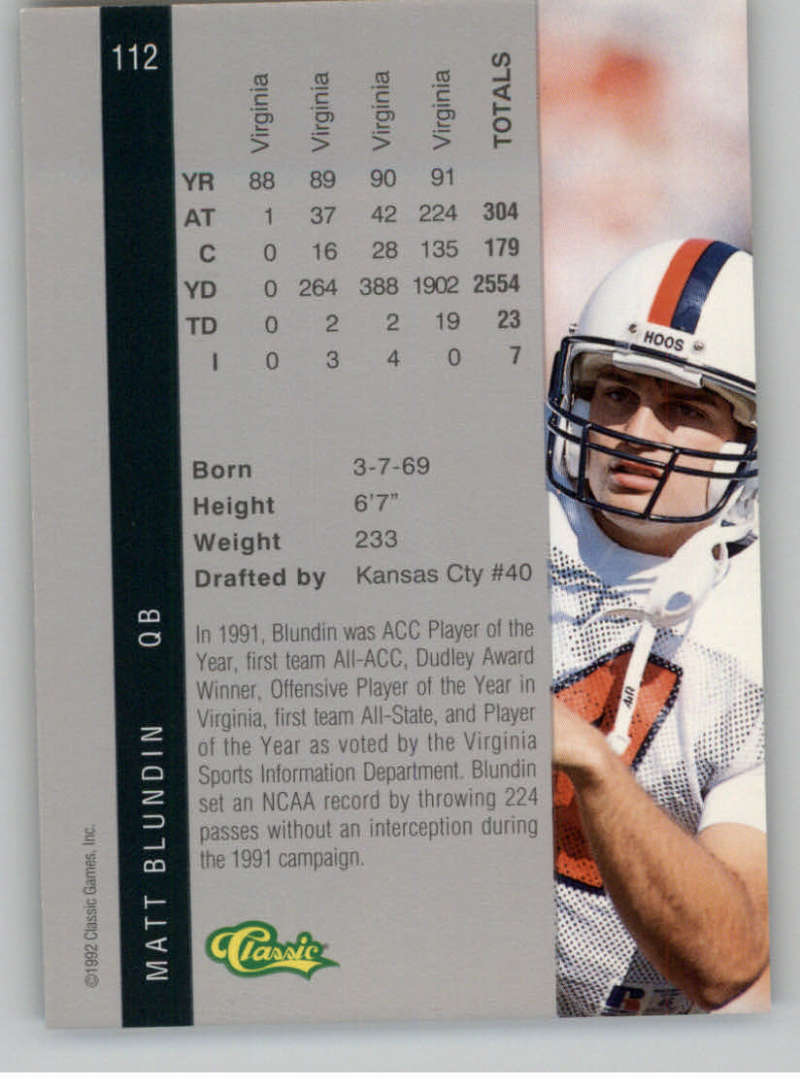 112
Virginia Virginia Virginia Virginia TOTALS
YR 88 89 90 91
AT 1 37 42 224 304
C 0 16 28 135 179
YD 0 264 388 1902 2554
TD 0 2 2 19 23
I 0 3 4 0 7
HOOS
Born 3-7-69
Height 6'7"
Weight 233
Drafted by Kansas Cty #40
In 1991, Blundin was ACC Player of the
Year, first team All-ACC, Dudley Award
Winner, Offensive Player of the Year in
Virginia, first team All-State, and Player
of the Year as voted by the Virginia
Sports Information Department. Blundin
set an NCAA record by throwing 224
passes without an interception during
the 1991 campaign.
MATT BLUNDIN QB
©1992 Classic Games, Inc.
Classic
AiR
R